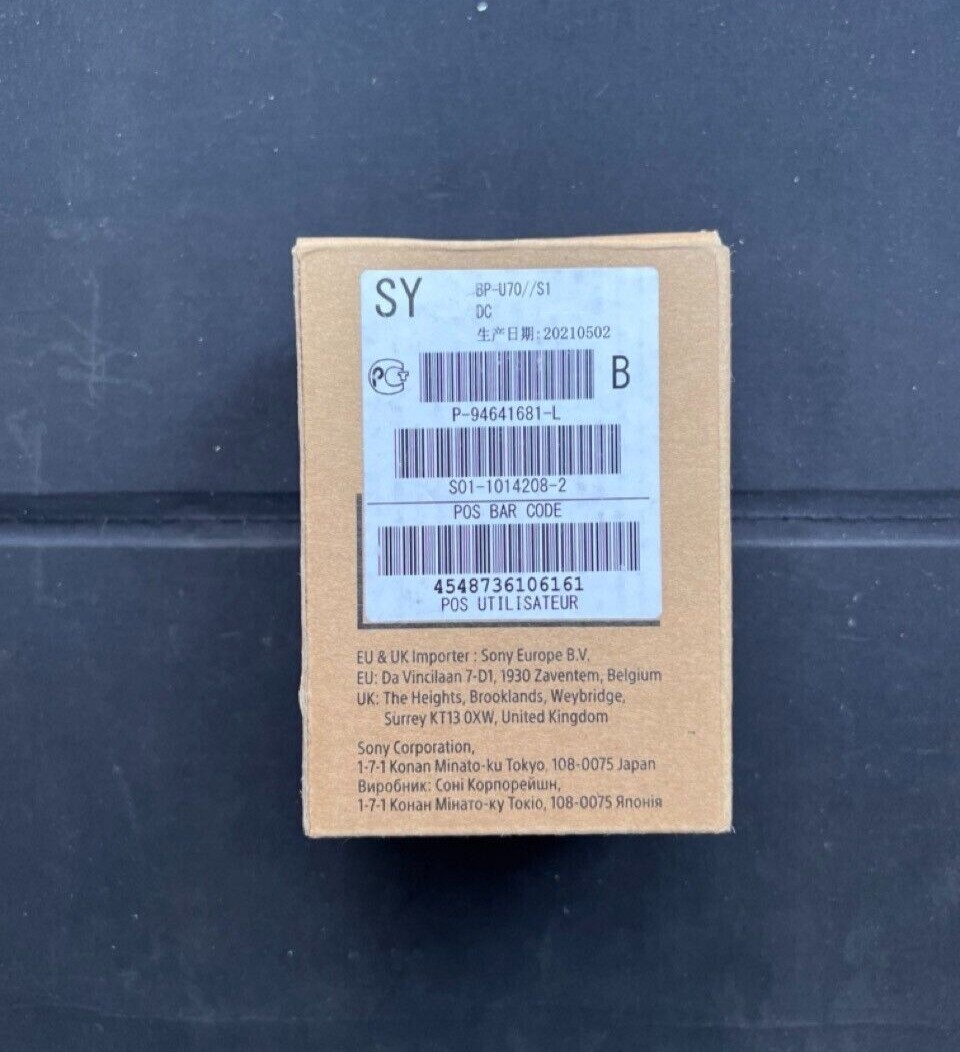 SY
BP-U70//S1
DC
生产日期:20210502
B
P-94641681-L
S01-1014208-2
POS BAR CODE
4548736106161
POS UTILISATEUR
EU & UK Importer : Sony Europe B.V.
EU: Da Vincilaan 7-D1, 1930 Zaventem, Belgium
UK: The Heights, Brooklands, Weybridge,
Surrey KT13 0XW, United Kingdom
Sony Corporation,
1-7-1 Konan Minato-ku Tokyo, 108-0075 Japan
Виробник: Соні Корпорейшн,
1-7-1 Конан Мінато-ку Токіо, 108-0075 Японія